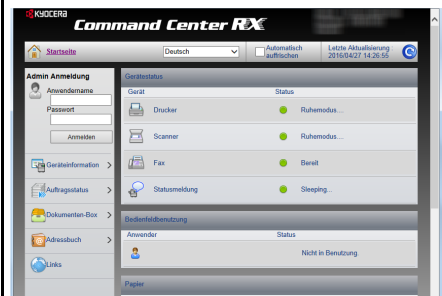 KYOCERA
Command Center RX
Startseite
Deutsch
Automatisch auffrischen
Letzte Aktualisierung :
2016/04/27 14:26:55
Admin Anmeldung
Anwendername
Passwort
Anmelden
Geräteinformation
Auftragsstatus
Dokumenten-Box
Adressbuch
Links
Gerätestatus
Gerät Status
Drucker Ruhemodus...
Scanner Ruhemodus...
Fax Bereit
Statusmeldung Sleeping...
Bedienfeldbenutzung
Anwender Status
Nicht in Benutzung.
Papier